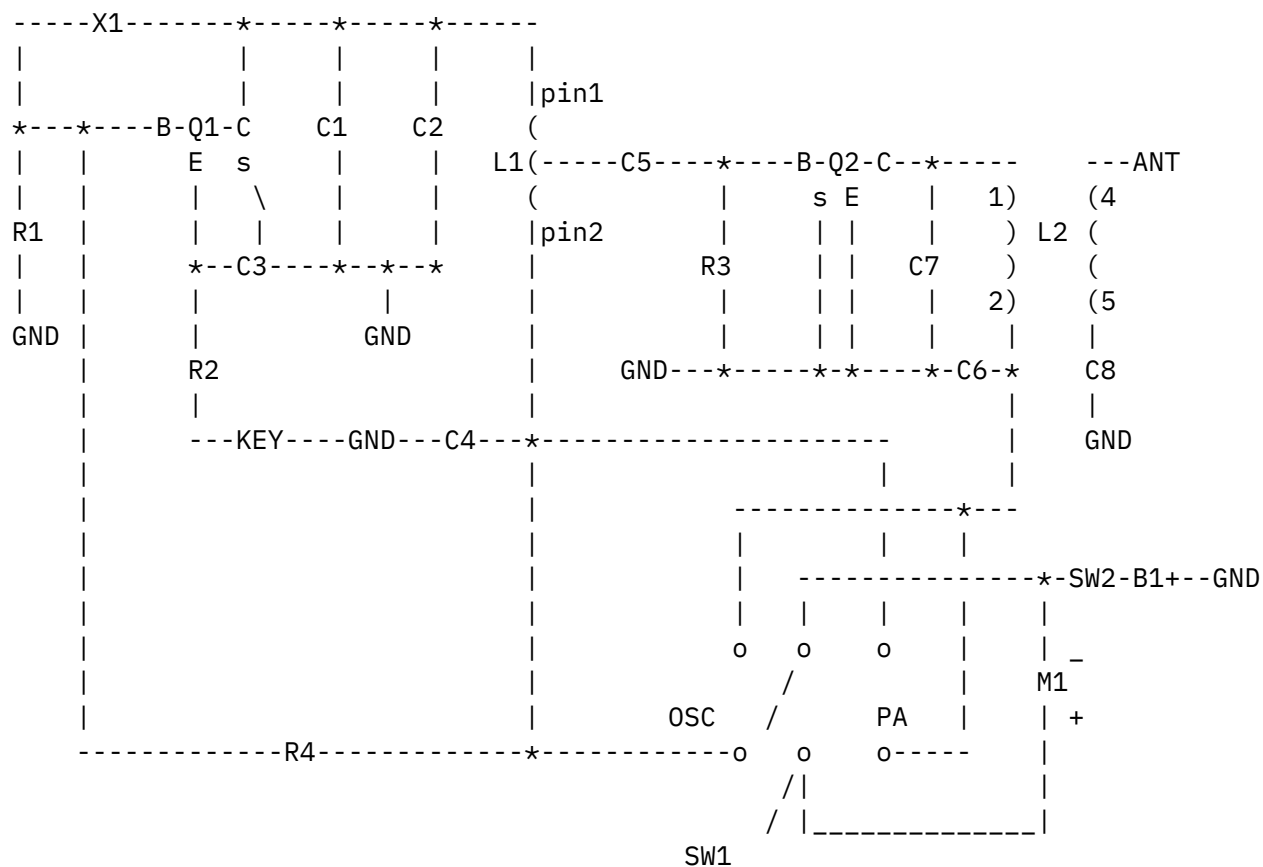 -----X1-------*-----*-----*------
|             |     |     |     |
|             |     |     |     |pin1
*---*----B-Q1-C    C1    C2     (
|   |      E  s     |     |   L1(-----C5----*----B-Q2-C--*-----    ---ANT
|   |      |   \    |     |     (           |     s E    |   1)    (4
R1  |      |   |    |     |     |pin2       |     | |    |    ) L2 (
|   |      *--C3----*--*--*     |          R3     | |   C7    )    (
|   |      |           |        |           |     | |    |   2)    (5
GND |      |          GND       |           |     | |    |    |    |
    |      R2                   |     GND---*-----*-*----*-C6-*    C8
    |      |                    |                             |    |
    |      ---KEY----GND---C4---*----------------------       |    GND
    |                           |                     |       |
    |                           |            --------------*---
    |                           |            |        |    |
    |                           |            |   ---------------*-SW2-B1+--GND
    |                           |            |   |    |    |    |
    |                           |            o   o    o    |    | _
    |                           |               /          |    M1
    |                           |        OSC   /      PA   |    | +
    -------------R4-------------*------------o   o    o-----    |
                                                /|              |
                                               / |______________|
                                          SW1